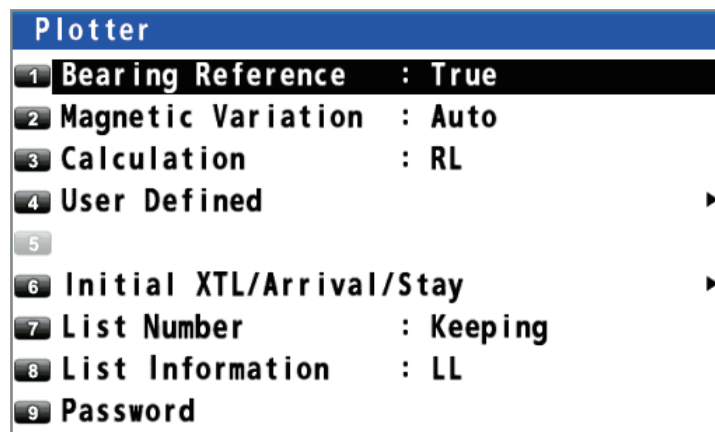 Plotter
1 Bearing Reference : True
2 Magnetic Variation : Auto
3 Calculation : RL
4 User Defined
5
6 Initial XTL/Arrival/Stay
7 List Number : Keeping
8 List Information : LL
9 Password